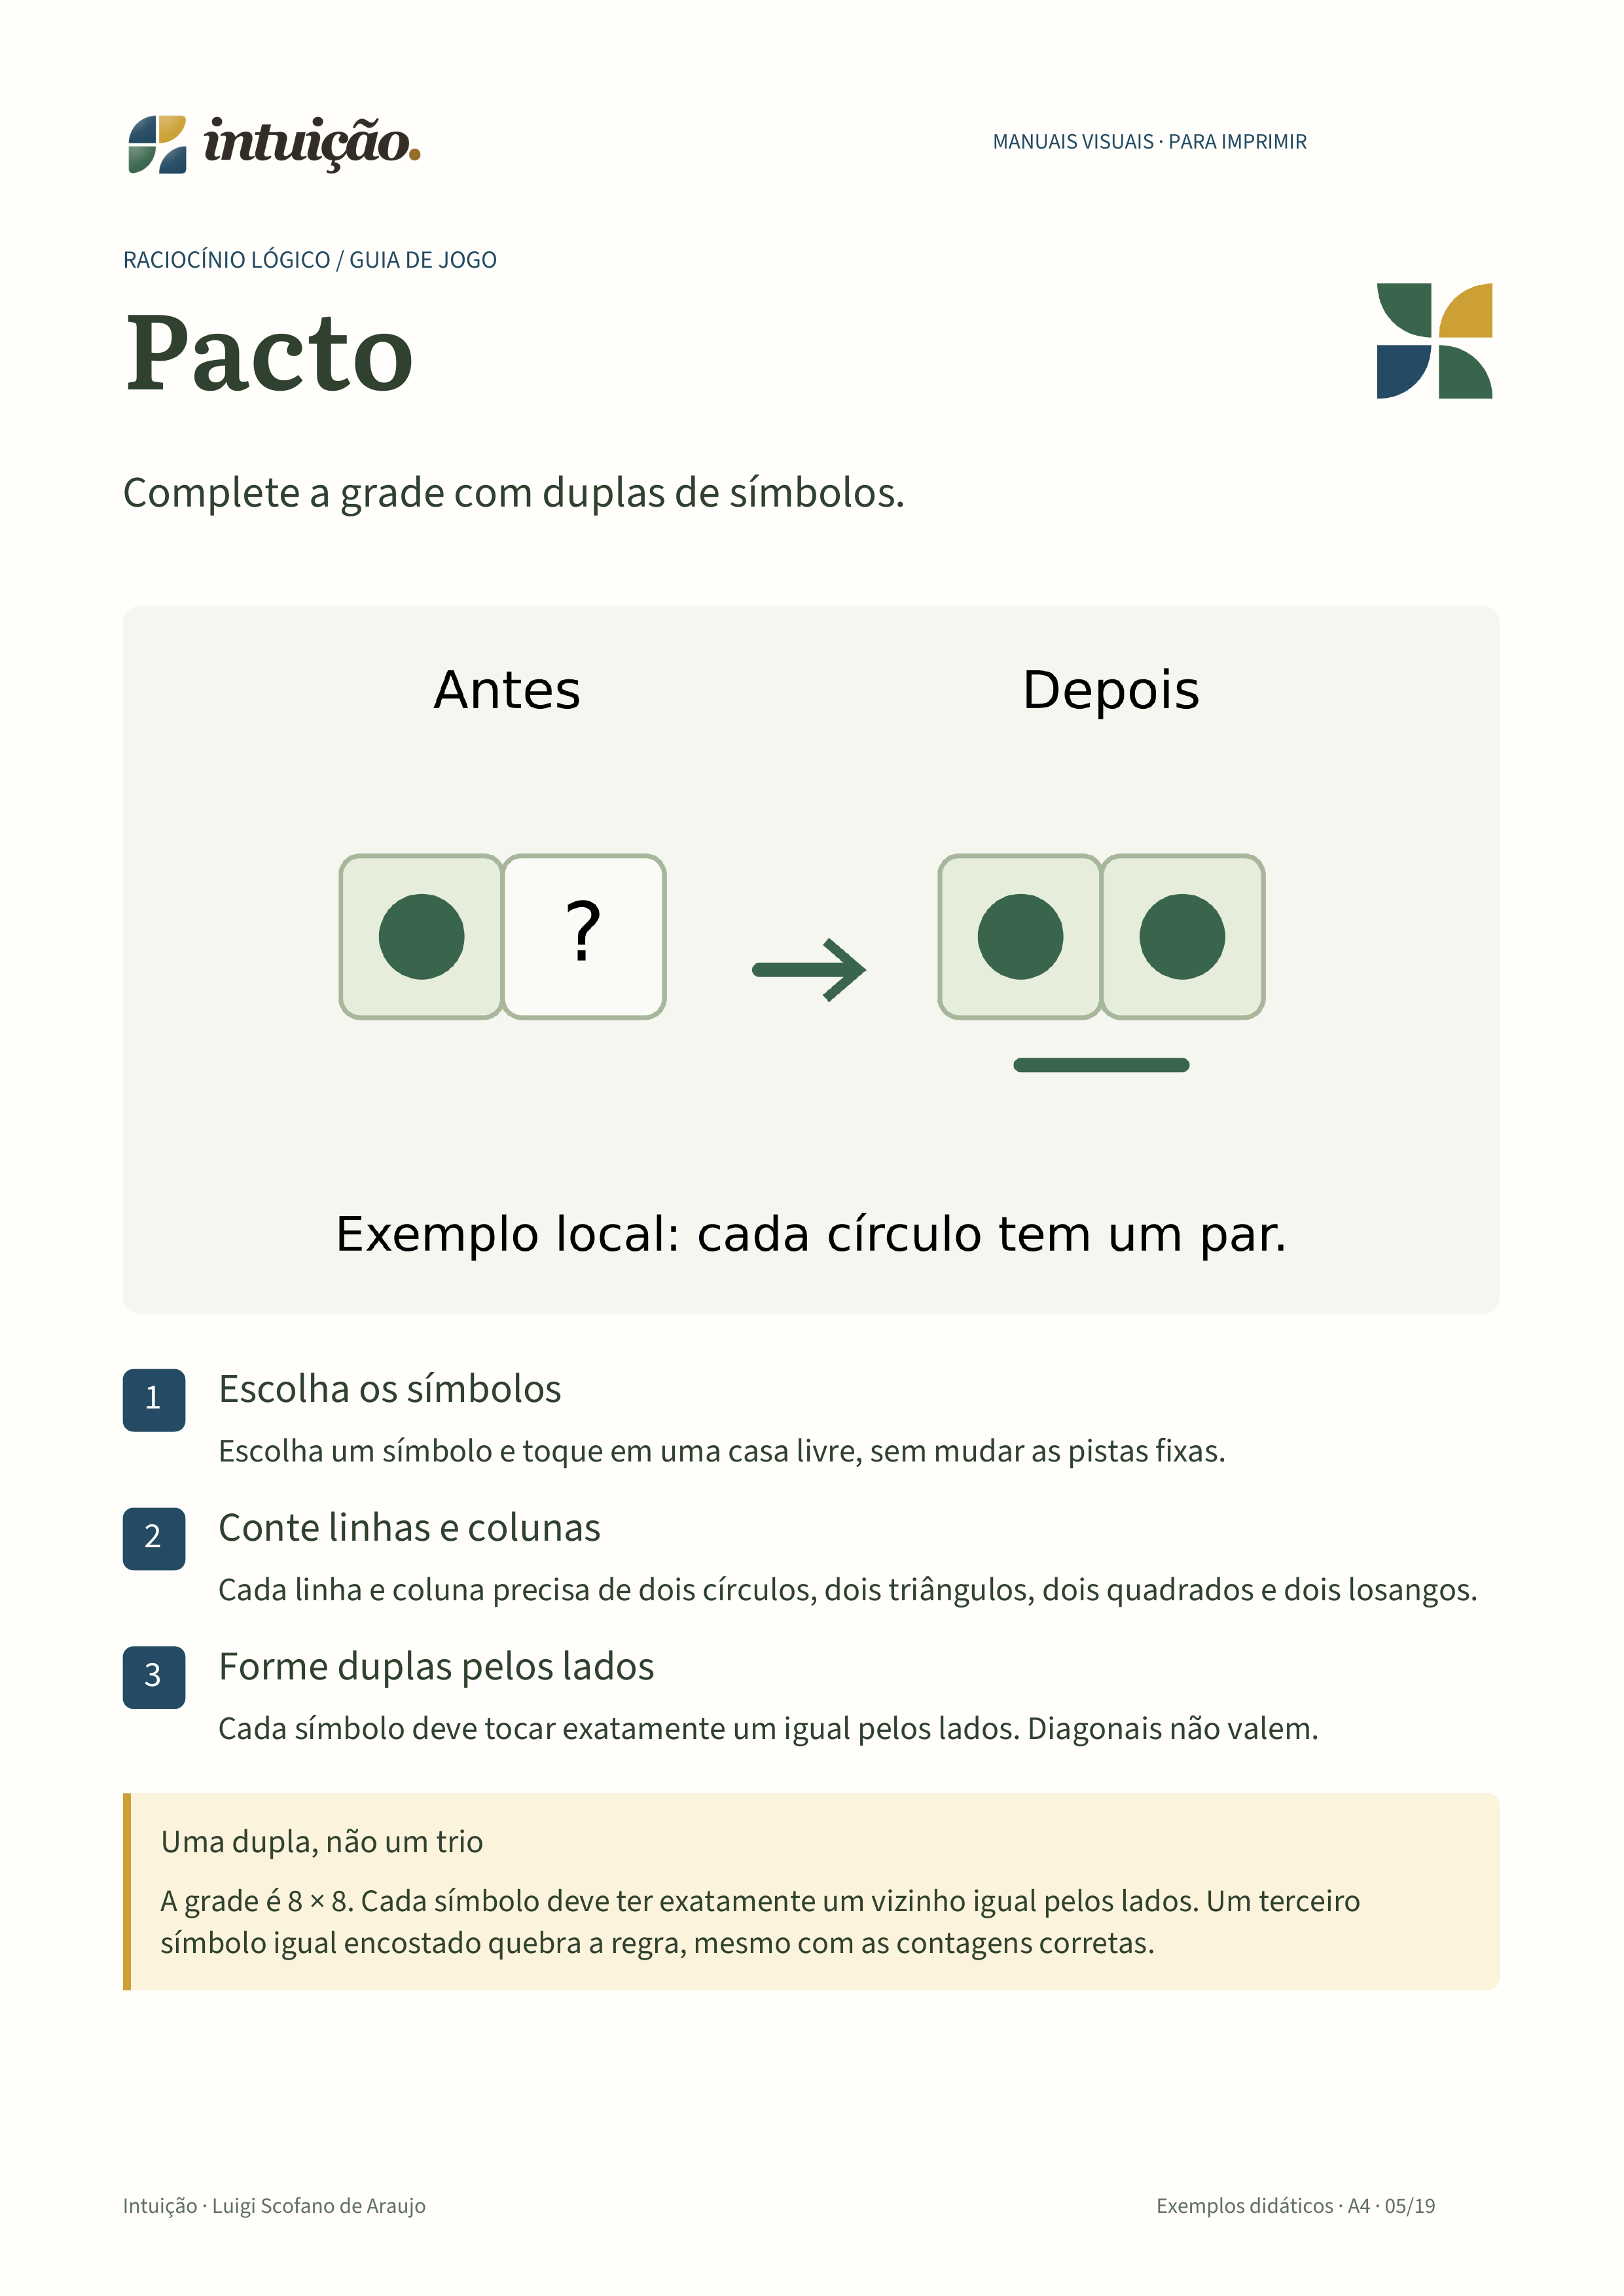 intuição.
MANUAIS VISUAIS · PARA IMPRIMIR
RACIOCÍNIO LÓGICO / GUIA DE JOGO
Pacto
Complete a grade com duplas de símbolos.
Antes
Depois
?
Exemplo local: cada círculo tem um par.
1
Escolha os símbolos
Escolha um símbolo e toque em uma casa livre, sem mudar as pistas fixas.
2
Conte linhas e colunas
Cada linha e coluna precisa de dois círculos, dois triângulos, dois quadrados e dois losangos.
3
Forme duplas pelos lados
Cada símbolo deve tocar exatamente um igual pelos lados. Diagonais não valem.
Uma dupla, não um trio
A grade é 8 × 8. Cada símbolo deve ter exatamente um vizinho igual pelos lados. Um terceiro
símbolo igual encostado quebra a regra, mesmo com as contagens corretas.
Intuição · Luigi Scofano de Araujo
Exemplos didáticos · A4 · 05/19